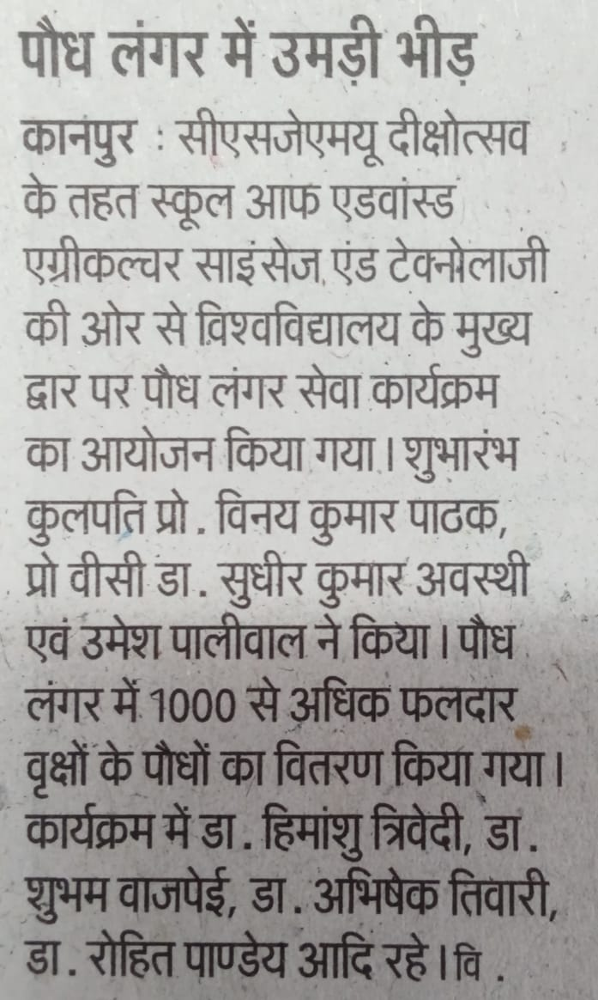 पौध लंगर में उमड़ी भीड़
कानपुर : सीएसजेएमयू दीक्षोत्सव
के तहत स्कूल आफ एडवांस्ड
एग्रीकल्चर साइंसेज एंड टेक्नोलाजी
की ओर से विश्वविद्यालय के मुख्य
द्वार पर पौध लंगर सेवा कार्यक्रम
का आयोजन किया गया। शुभारंभ
कुलपति प्रो . विनय कुमार पाठक,
प्रो वीसी डा . सुधीर कुमार अवस्थी
एवं उमेश पालीवाल ने किया। पौध
लंगर में 1000 से अधिक फलदार
वृक्षों के पौधों का वितरण किया गया।
कार्यक्रम में डा . हिमांशु त्रिवेदी, डा .
शुभम वाजपेई, डा . अभिषेक तिवारी,
डा . रोहित पाण्डेय आदि रहे। वि .